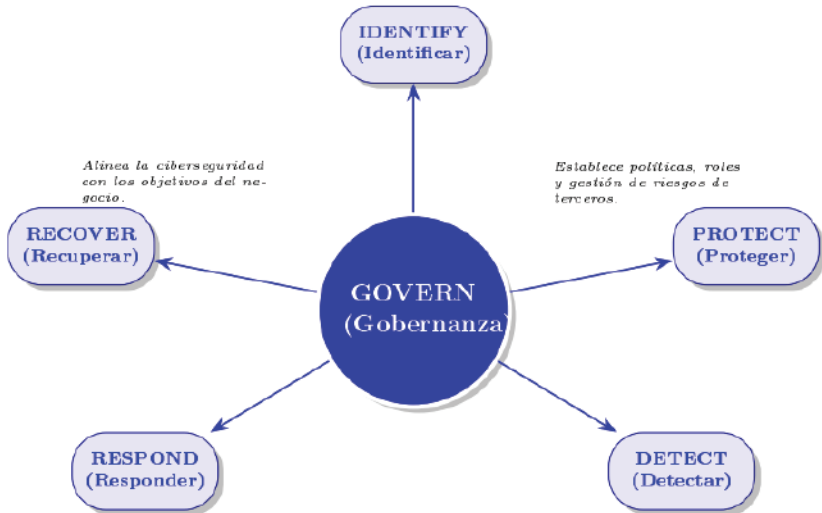 IDENTIFY
(Identificar)
Alinea la ciberseguridad
con los objetivos del ne-
gocio.
Establece políticas, roles
y gestión de riesgos de
terceros.
RECOVER
(Recuperar)
PROTECT
(Proteger)
GOVERN
(Gobernanza)
RESPOND
(Responder)
DETECT
(Detectar)